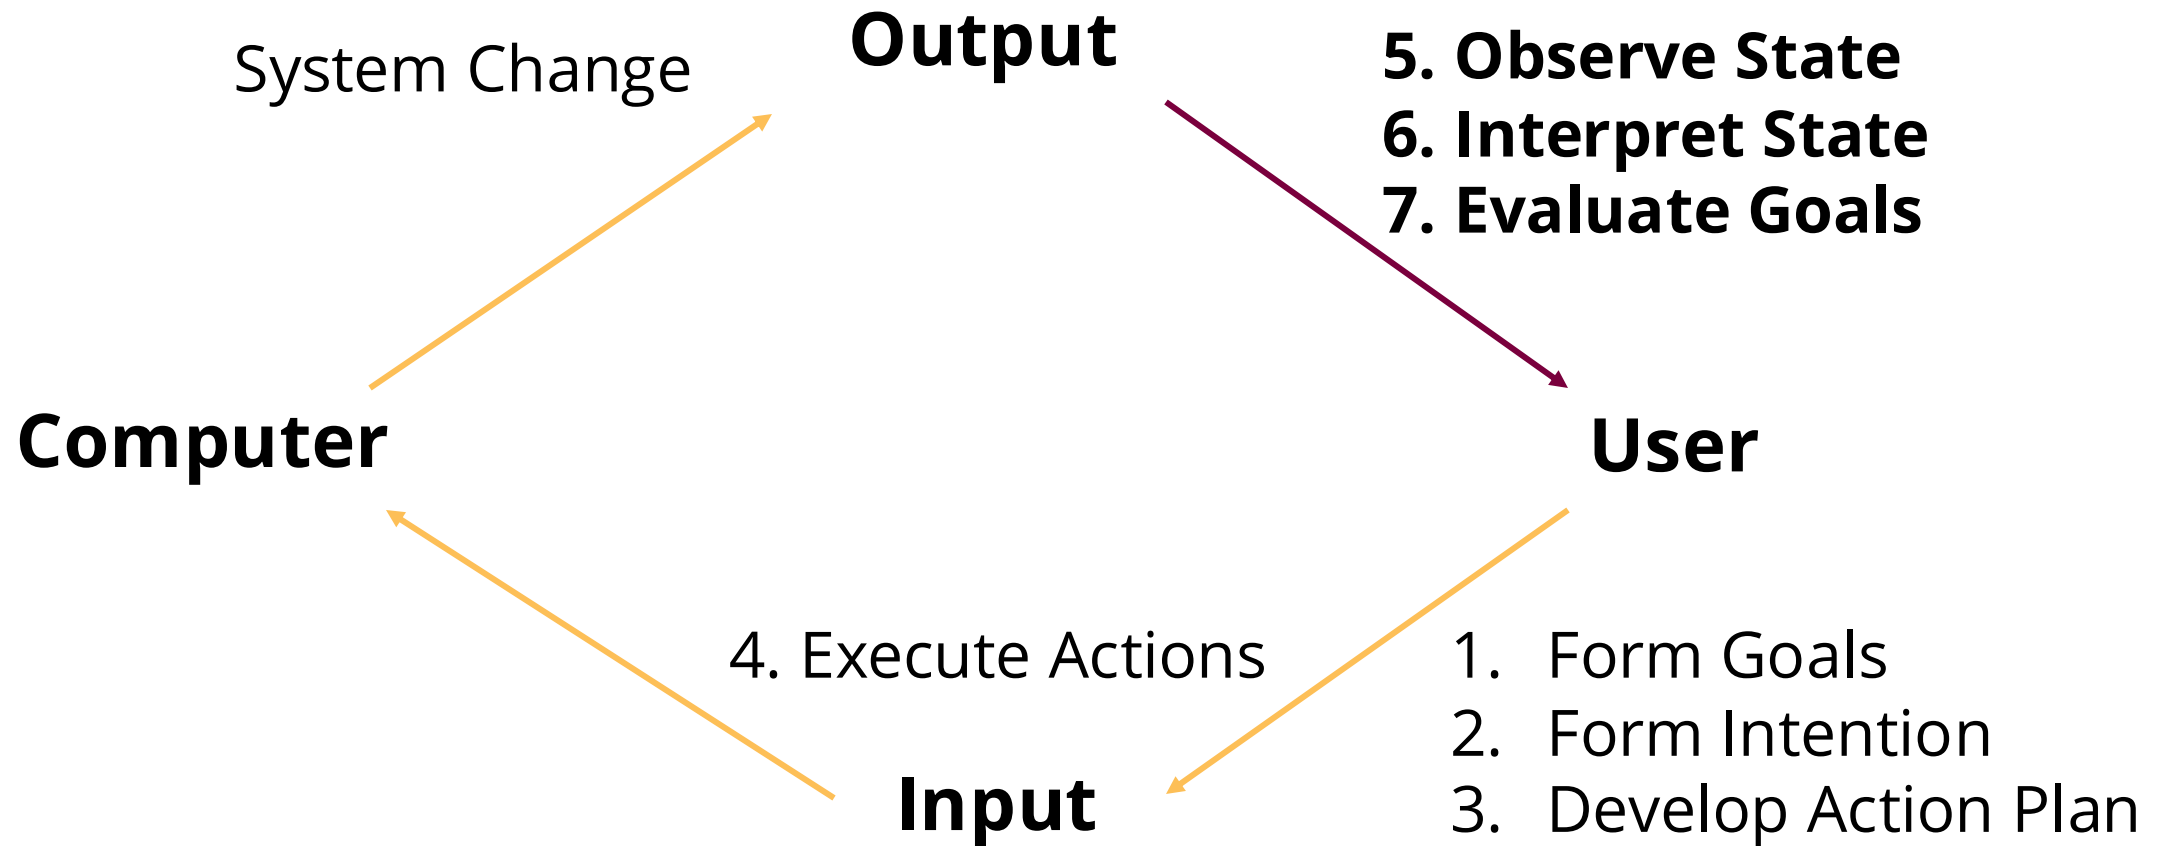 Output
System Change
5. Observe State
6. Interpret State
7. Evaluate Goals
Computer
User
4. Execute Actions
1. Form Goals
2. Form Intention
3. Develop Action Plan
Input